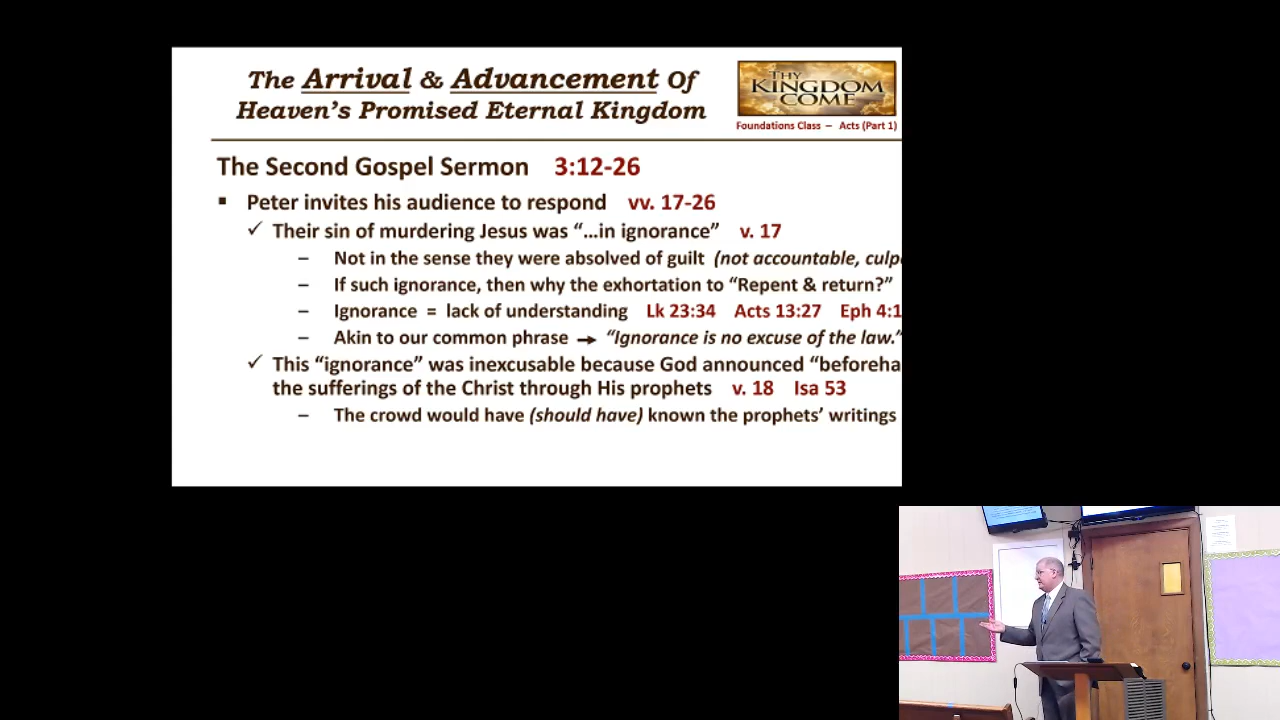 The Arrival & Advancement Of
Heaven's Promised Eternal Kingdom
THY
KINGDOM
COME
Foundations Class – Acts (Part 1)
The Second Gospel Sermon 3:12-26
▪ Peter invites his audience to respond vv. 17-26
✓ Their sin of murdering Jesus was “…in ignorance” v. 17
– Not in the sense they were absolved of guilt (not accountable, culp
– If such ignorance, then why the exhortation to “Repent & return?”
– Ignorance = lack of understanding Lk 23:34 Acts 13:27 Eph 4:1
– Akin to our common phrase → “Ignorance is no excuse of the law.”
✓ This “ignorance” was inexcusable because God announced “beforeha
the sufferings of the Christ through His prophets v. 18 Isa 53
– The crowd would have (should have) known the prophets’ writings